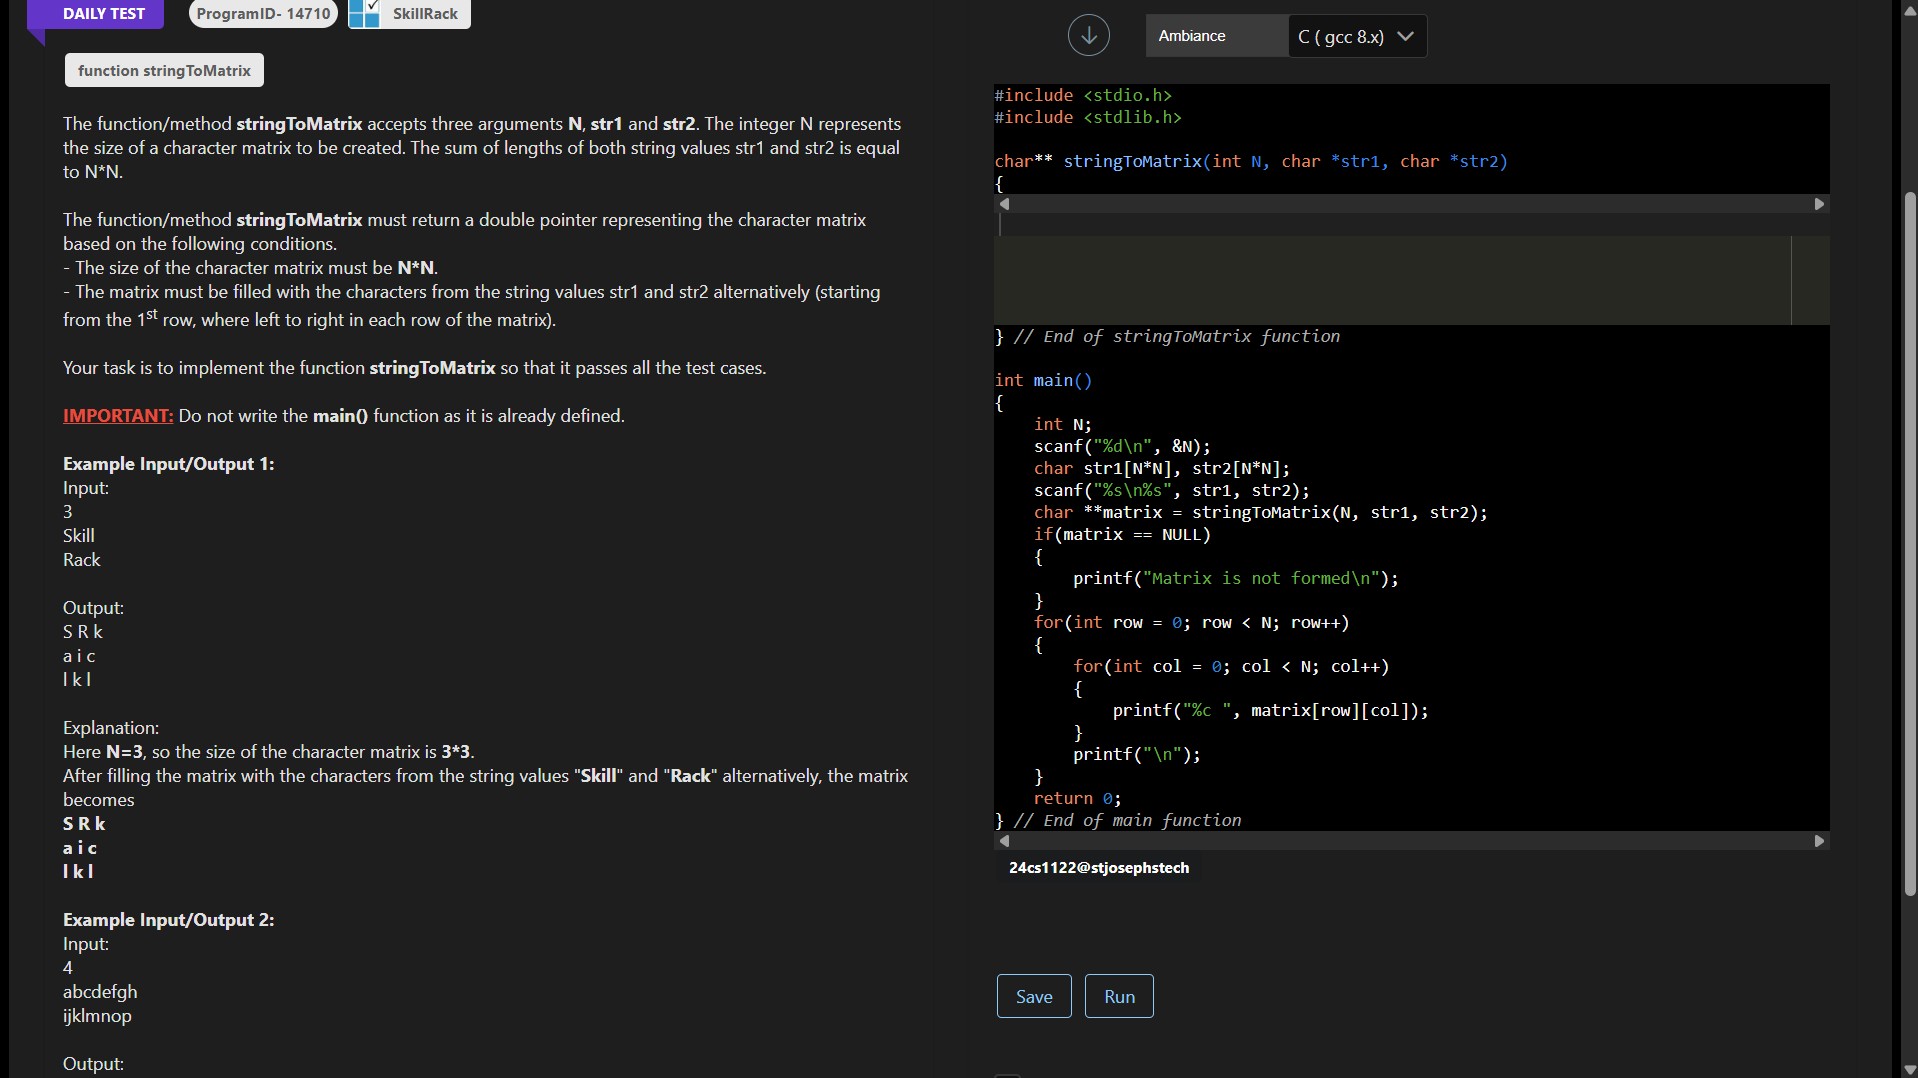 DAILY TEST
ProgramID- 14710
SkillRack
function stringToMatrix
The function/method stringToMatrix accepts three arguments N, str1 and str2. The integer N represents
the size of a character matrix to be created. The sum of lengths of both string values str1 and str2 is equal
to N*N.
The function/method stringToMatrix must return a double pointer representing the character matrix
based on the following conditions.
- The size of the character matrix must be N*N.
- The matrix must be filled with the characters from the string values str1 and str2 alternatively (starting
from the 1st row, where left to right in each row of the matrix).
Your task is to implement the function stringToMatrix so that it passes all the test cases.
IMPORTANT: Do not write the main() function as it is already defined.
Example Input/Output 1:
Input:
3
Skill
Rack
Output:
S R k
a i c
l k l
Explanation:
Here N=3, so the size of the character matrix is 3*3.
After filling the matrix with the characters from the string values "Skill" and "Rack" alternatively, the matrix
becomes
S R k
a i c
l k l
Example Input/Output 2:
Input:
4
abcdefgh
ijklmnop
Output:
Ambiance
C ( gcc 8.x)
#include <stdio.h>
#include <stdlib.h>
char** stringToMatrix(int N, char *str1, char *str2)
{
} // End of stringToMatrix function
int main()
{
int N;
scanf("%d\n", &N);
char str1[N*N], str2[N*N];
scanf("%s\n%s", str1, str2);
char **matrix = stringToMatrix(N, str1, str2);
if(matrix == NULL)
{
printf("Matrix is not formed\n");
}
for(int row = 0; row < N; row++)
{
for(int col = 0; col < N; col++)
{
printf("%c ", matrix[row][col]);
}
printf("\n");
}
return 0;
} // End of main function
24cs1122@stjosephstech
Save
Run